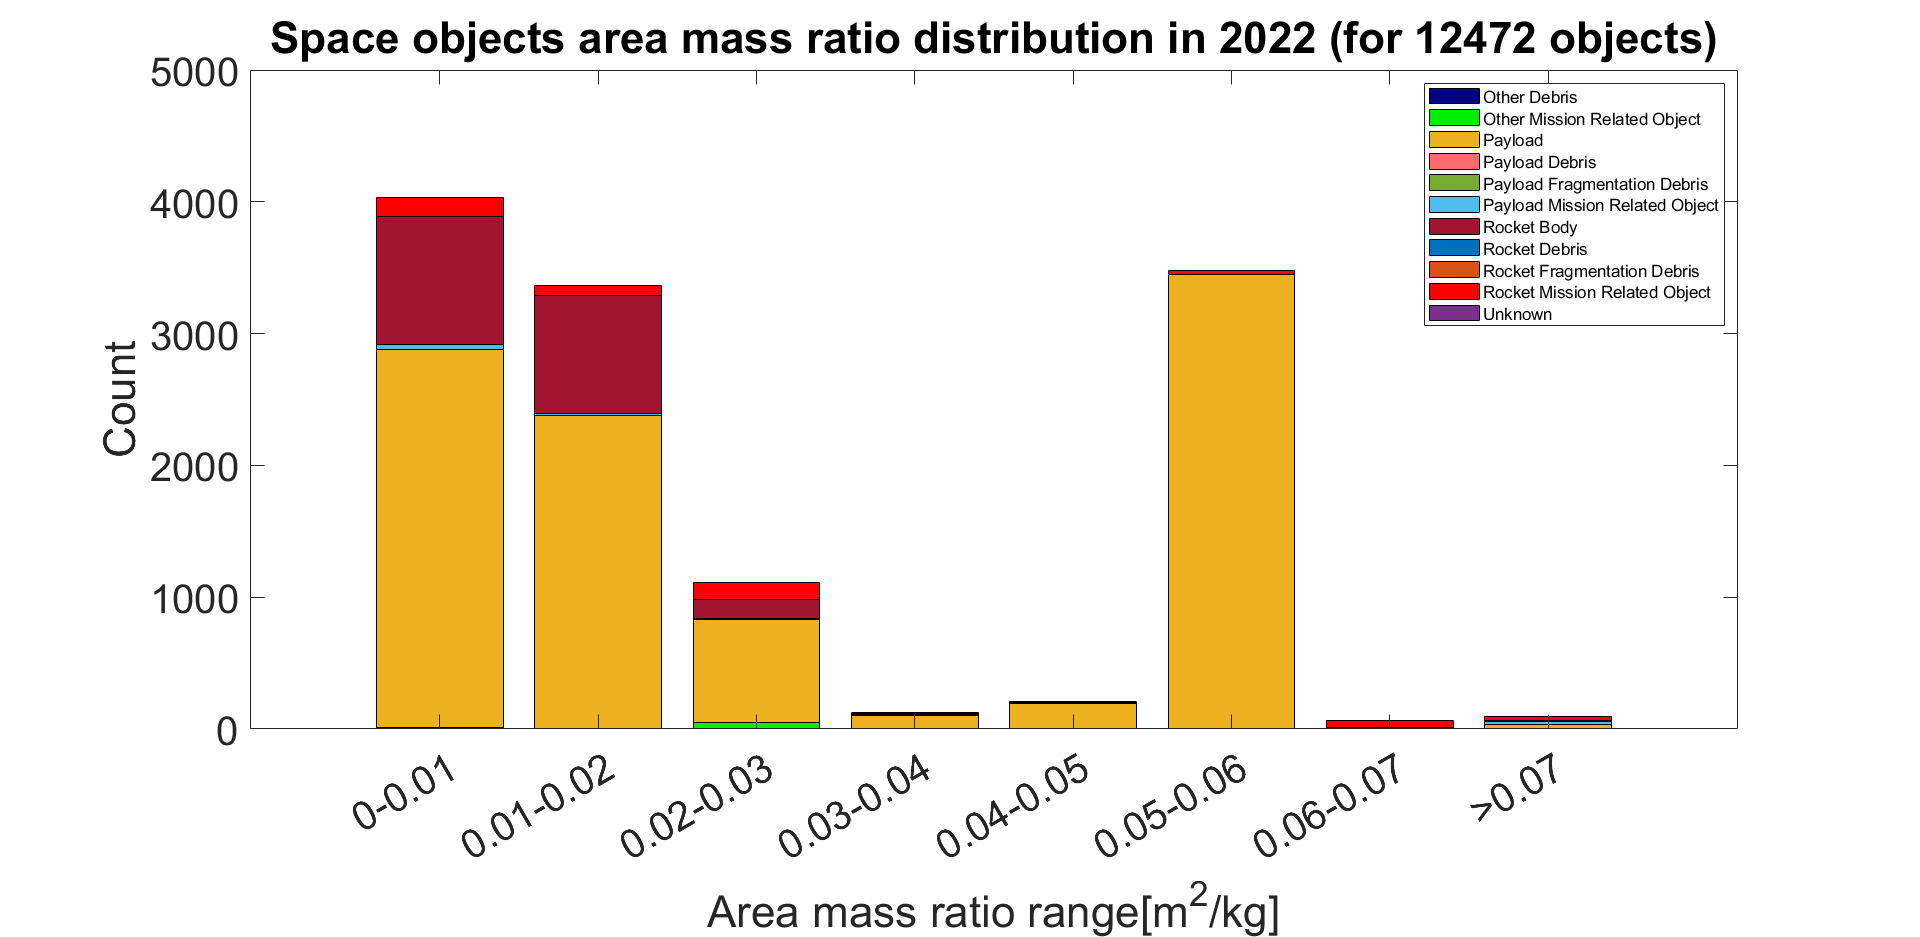 Space objects area mass ratio distribution in 2022 (for 12472 objects)
5000
4000
3000
2000
1000
0
Count
Other Debris
Other Mission Related Object
Payload
Payload Debris
Payload Fragmentation Debris
Payload Mission Related Object
Rocket Body
Rocket Debris
Rocket Fragmentation Debris
Rocket Mission Related Object
Unknown
0-0.01
0.01-0.02
0.02-0.03
0.03-0.04
0.04-0.05
0.05-0.06
0.06-0.07
>0.07
Area mass ratio range[m²/kg]